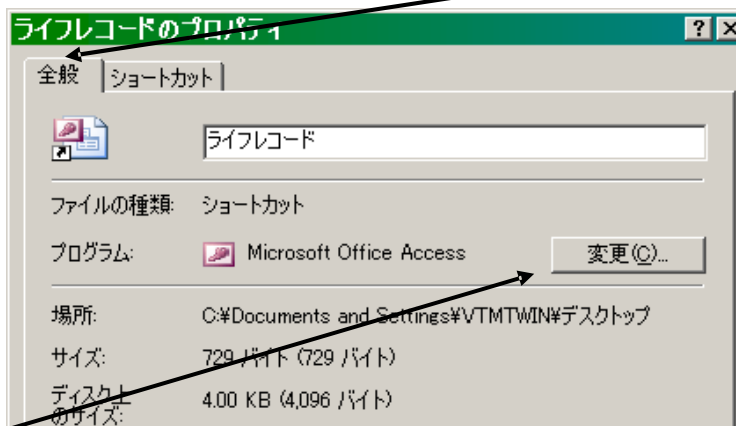 ライフレコードのプロパティ
全般 ショートカット
ライフレコード
ファイルの種類: ショートカット
プログラム: Microsoft Office Access 変更(C)...
場所: C:¥Documents and Settings¥VTMTWIN¥デスクトップ
サイズ: 729 バイト (729 バイト)
ディスク上
のサイズ: 4.00 KB (4,096 バイト)